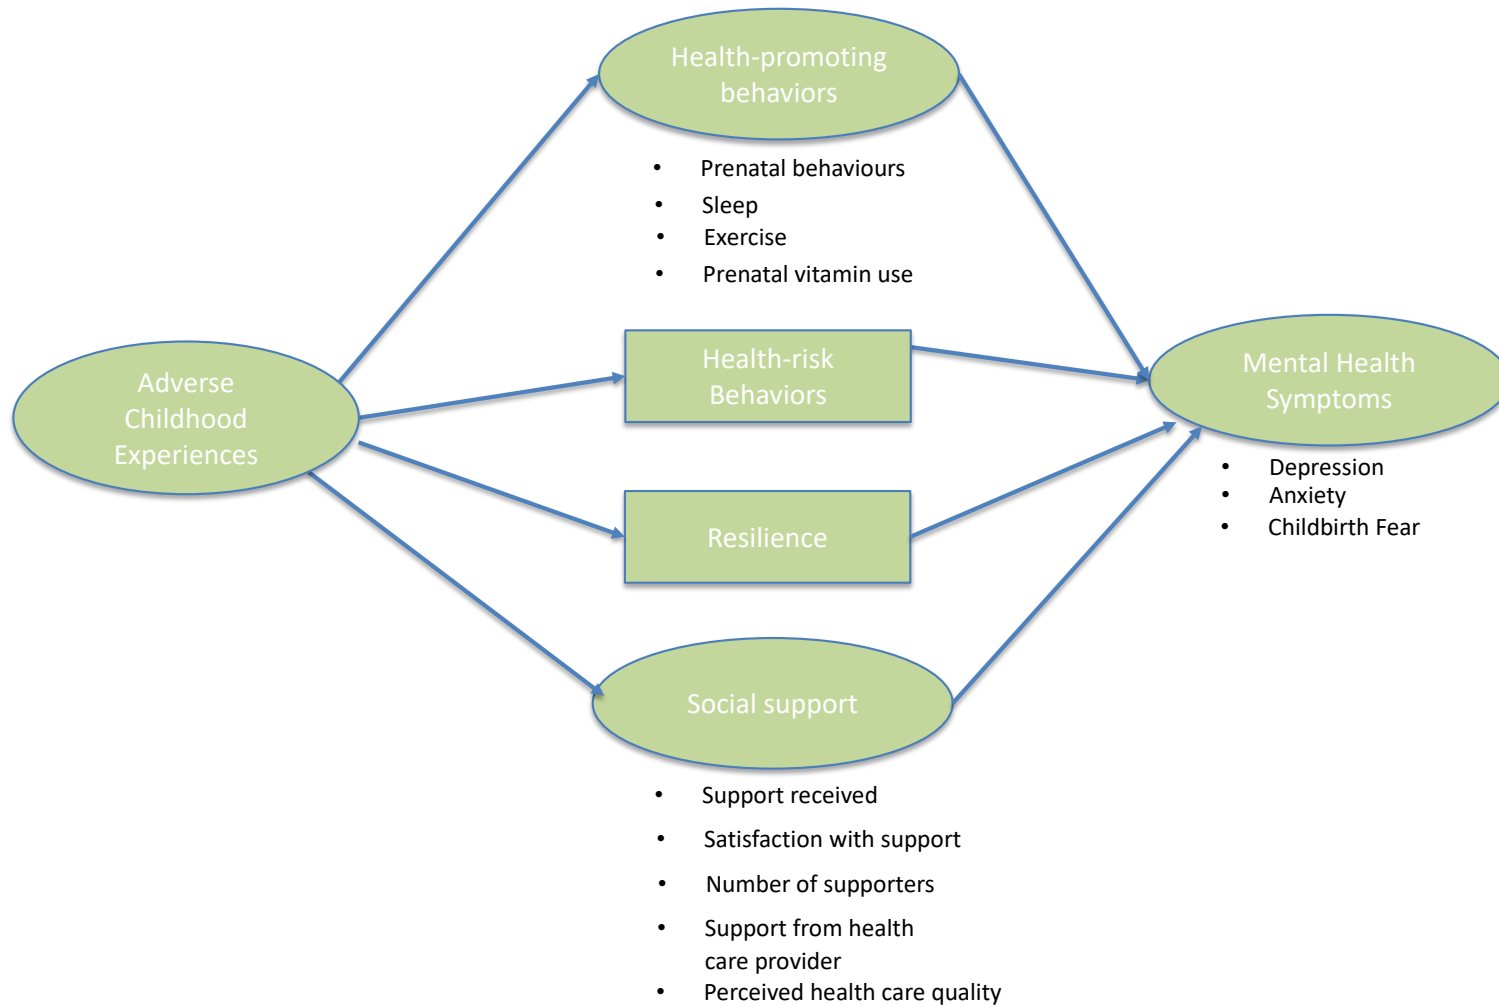 Health-promoting
behaviors
• Prenatal behaviours
• Sleep
• Exercise
• Prenatal vitamin use
Adverse
Childhood
Experiences
Health-risk
Behaviors
Mental Health
Symptoms
• Depression
• Anxiety
• Childbirth Fear
Resilience
Social support
• Support received
• Satisfaction with support
• Number of supporters
• Support from health
care provider
• Perceived health care quality